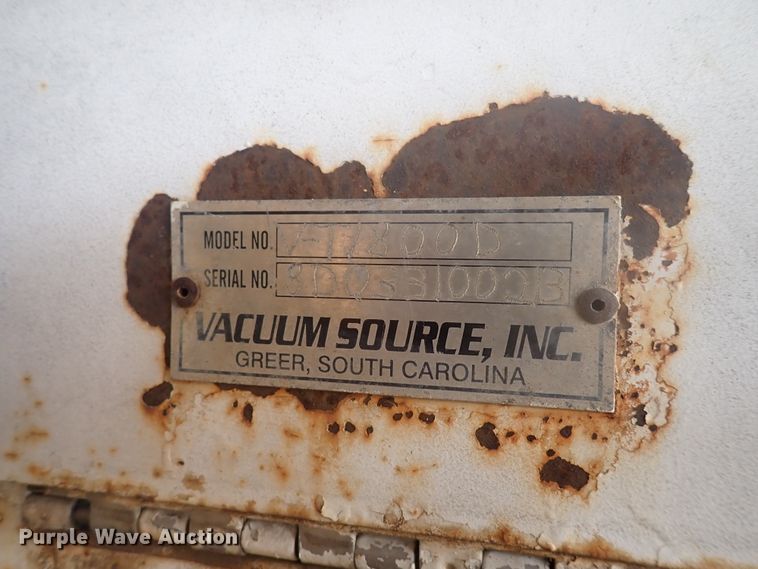 MODEL NO.
SERIAL NO.
VACUUM SOURCE, INC.
GREER, SOUTH CAROLINA
Purple Wave Auction